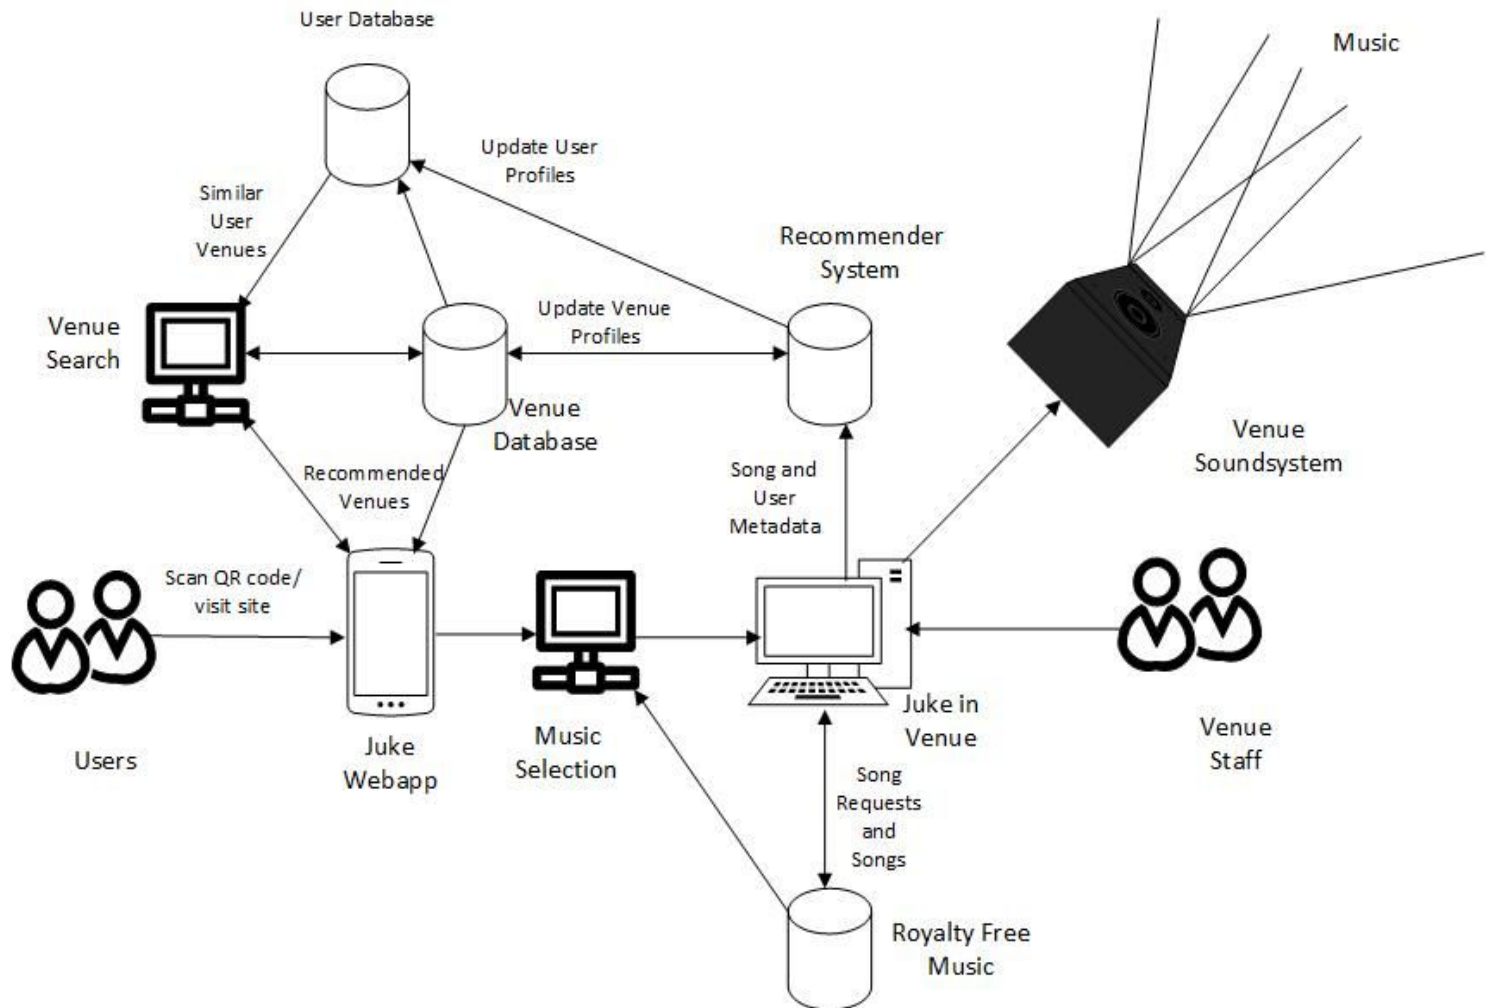 User Database
Music
Update User
Profiles
Similar
User
Venues
Recommender
System
Venue
Search
Update Venue
Profiles
Venue
Database
Venue
Soundsystem
Recommended
Venues
Song and
User
Metadata
Scan QR code/
visit site
Users
Juke
Webapp
Music
Selection
Juke in
Venue
Venue
Staff
Song
Requests
and
Songs
Royalty Free
Music